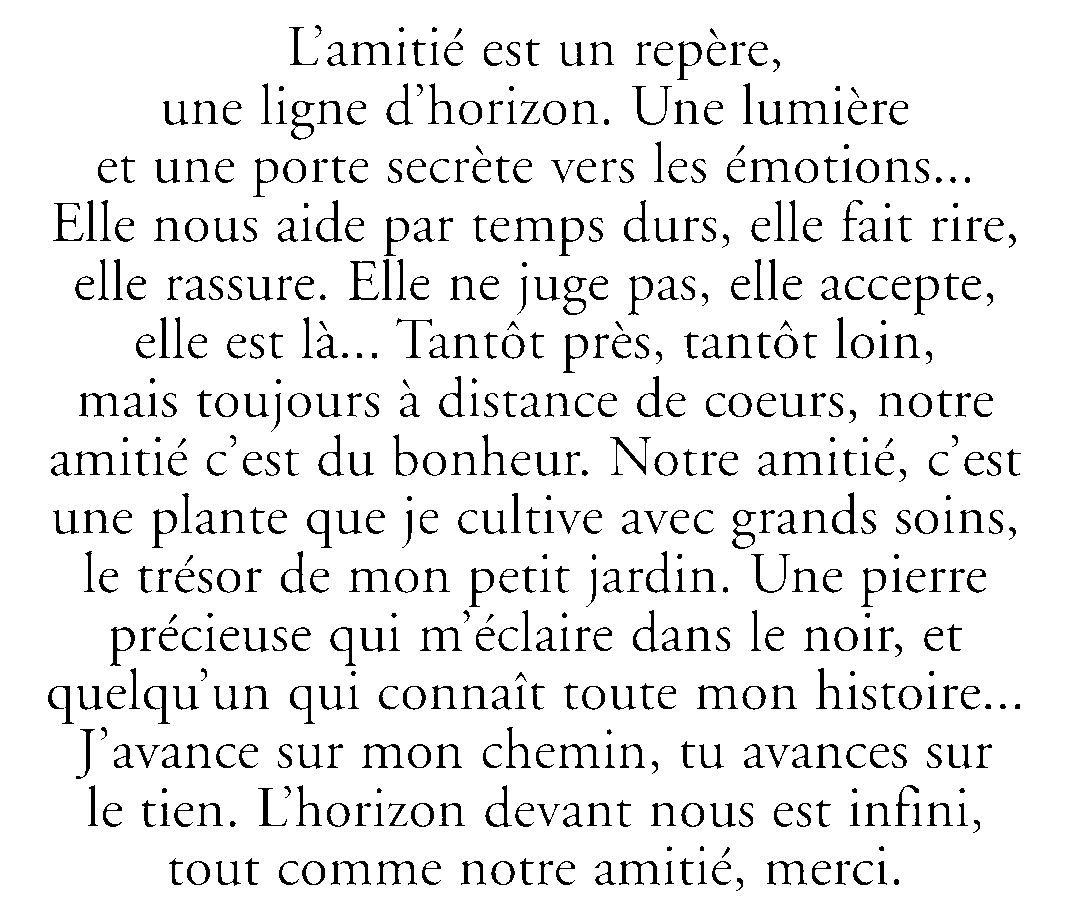 L’amitié est un repère,
une ligne d’horizon. Une lumière
et une porte secrète vers les émotions...
Elle nous aide par temps durs, elle fait rire,
elle rassure. Elle ne juge pas, elle accepte,
elle est là... Tantôt près, tantôt loin,
mais toujours à distance de coeurs, notre
amitié c’est du bonheur. Notre amitié, c’est
une plante que je cultive avec grands soins,
le trésor de mon petit jardin. Une pierre
précieuse qui m’éclaire dans le noir, et
quelqu’un qui connaît toute mon histoire...
J’avance sur mon chemin, tu avances sur
le tien. L’horizon devant nous est infini,
tout comme notre amitié, merci.